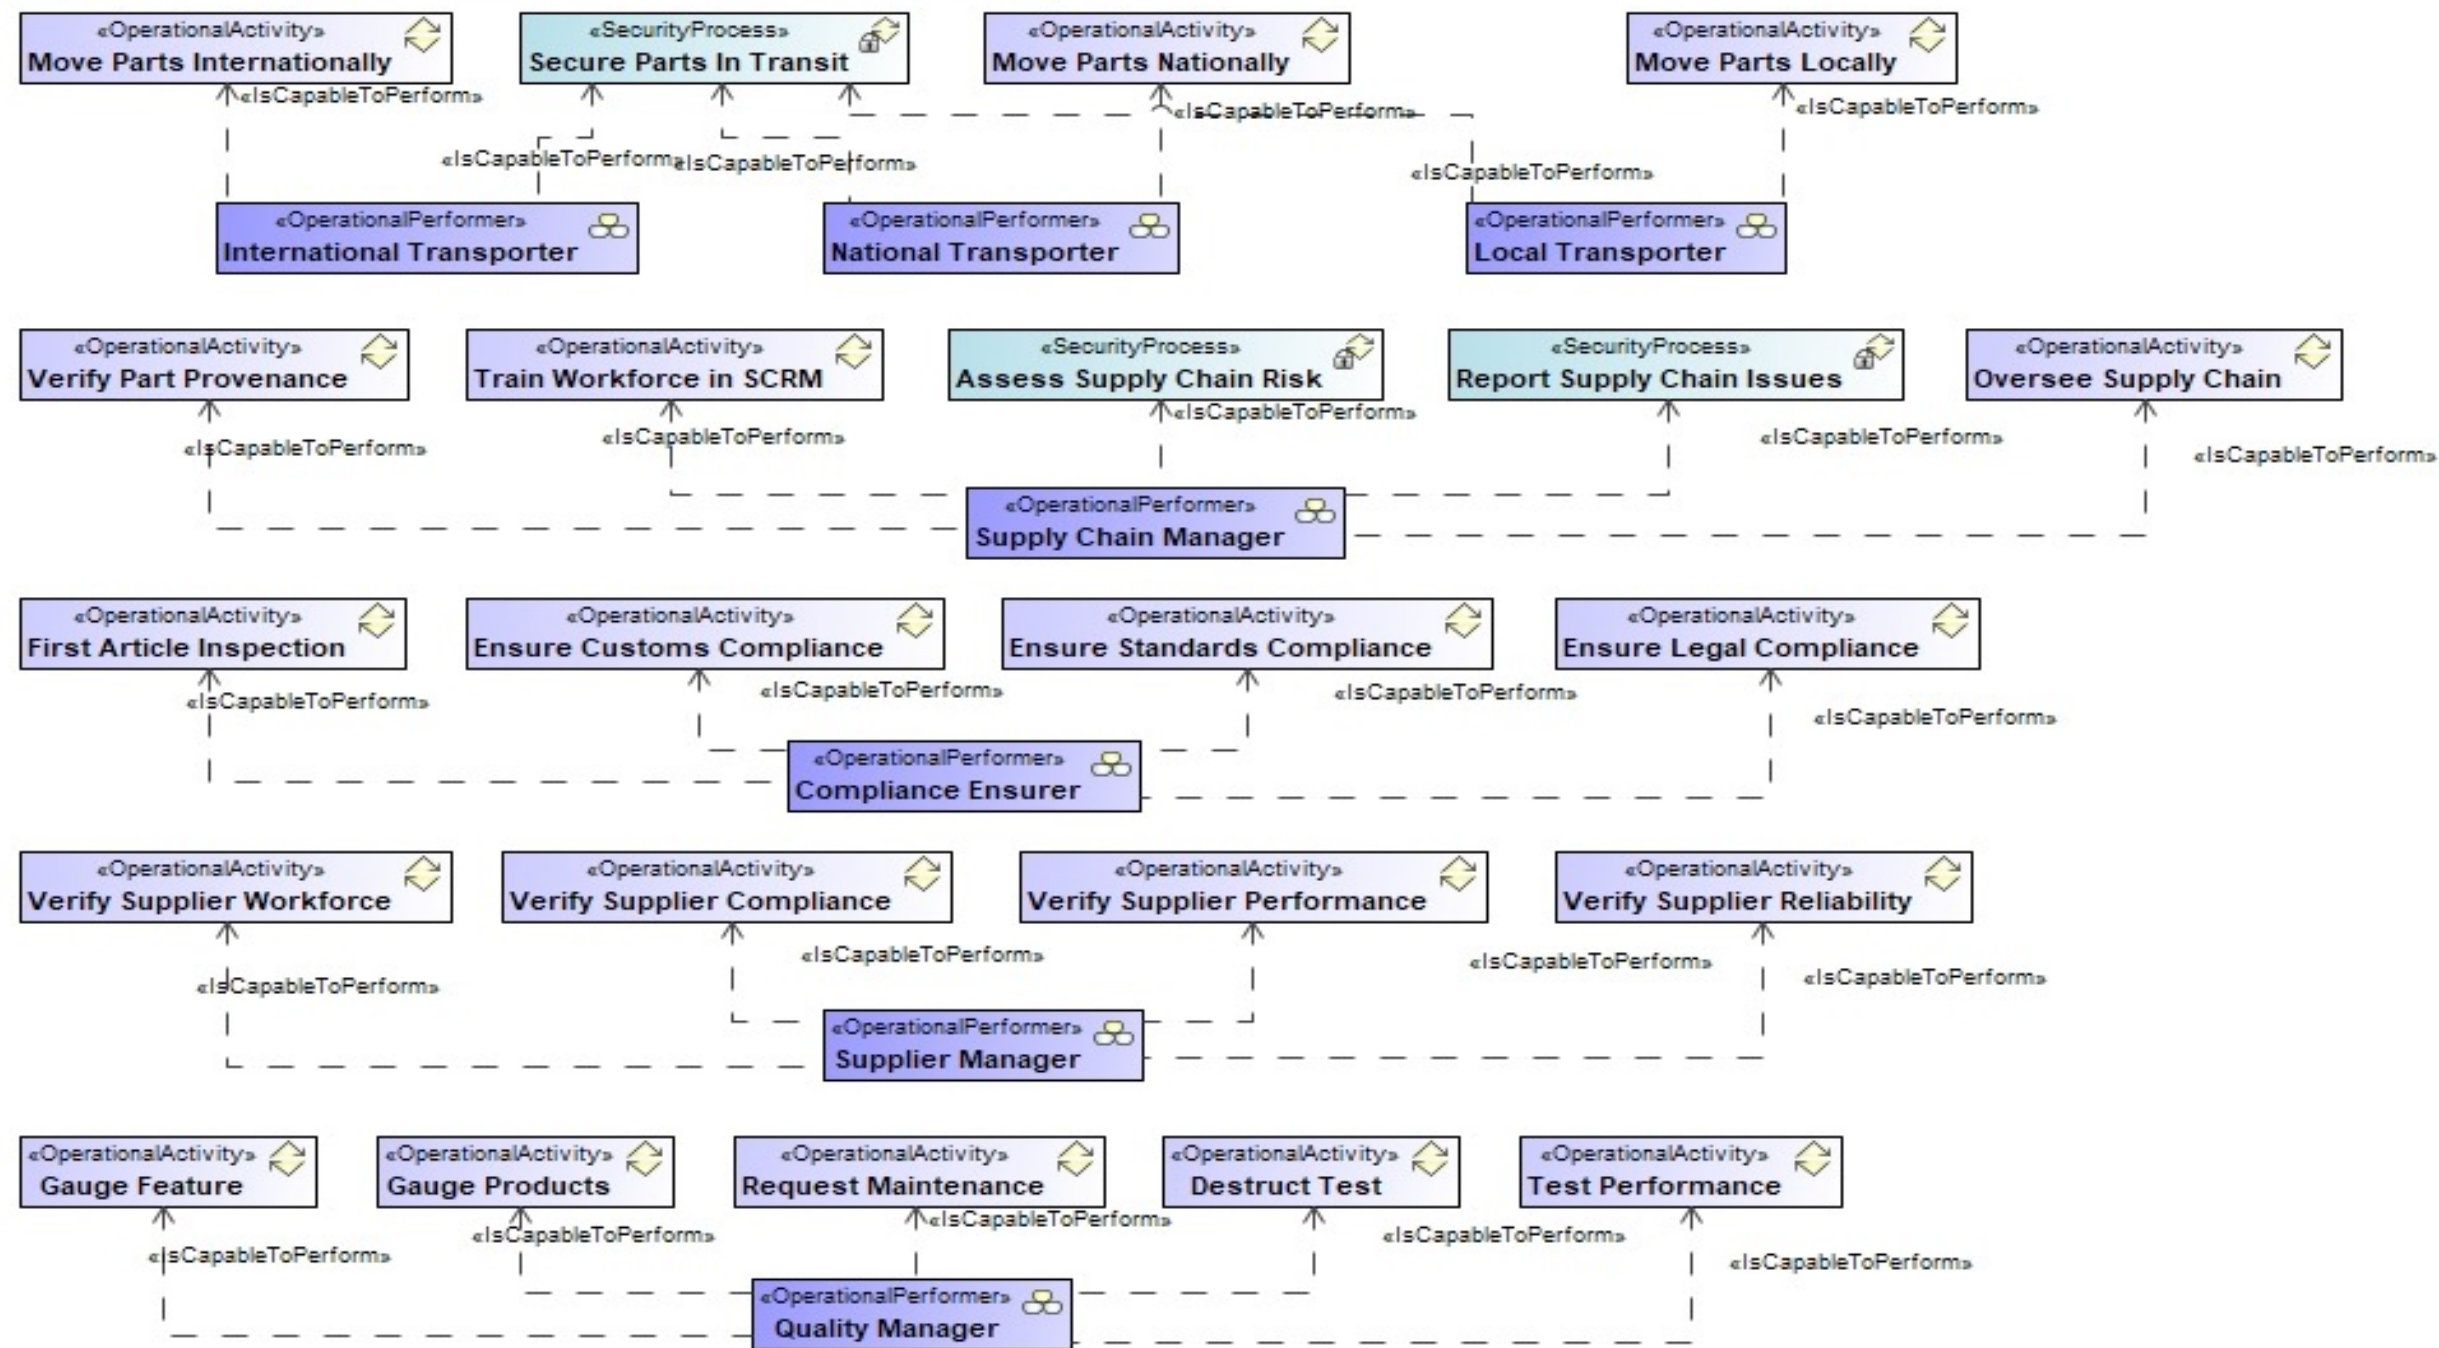 «OperationalActivity»
Move Parts Internationally
«SecurityProcess»
Secure Parts In Transit
«OperationalActivity»
Move Parts Nationally
«OperationalActivity»
Move Parts Locally
«IsCapableToPerform»
«IsCapableToPerform»
«IsCapableToPerform»
«IsCapableToPerform»
«IsCapableToPerform»
«IsCapableToPerform»
«OperationalPerformer»
International Transporter
«OperationalPerformer»
National Transporter
«OperationalPerformer»
Local Transporter
«OperationalActivity»
Verify Part Provenance
«OperationalActivity»
Train Workforce in SCRM
«SecurityProcess»
Assess Supply Chain Risk
«SecurityProcess»
Report Supply Chain Issues
«OperationalActivity»
Oversee Supply Chain
«IsCapableToPerform»
«IsCapableToPerform»
«IsCapableToPerform»
«IsCapableToPerform»
«IsCapableToPerform»
«OperationalPerformer»
Supply Chain Manager
«OperationalActivity»
First Article Inspection
«OperationalActivity»
Ensure Customs Compliance
«OperationalActivity»
Ensure Standards Compliance
«OperationalActivity»
Ensure Legal Compliance
«IsCapableToPerform»
«IsCapableToPerform»
«IsCapableToPerform»
«IsCapableToPerform»
«OperationalPerformer»
Compliance Ensurer
«OperationalActivity»
Verify Supplier Workforce
«OperationalActivity»
Verify Supplier Compliance
«OperationalActivity»
Verify Supplier Performance
«OperationalActivity»
Verify Supplier Reliability
«IsCapableToPerform»
«IsCapableToPerform»
«IsCapableToPerform»
«IsCapableToPerform»
«OperationalPerformer»
Supplier Manager
«OperationalActivity»
Gauge Feature
«OperationalActivity»
Gauge Products
«OperationalActivity»
Request Maintenance
«OperationalActivity»
Destruct Test
«OperationalActivity»
Test Performance
«IsCapableToPerform»
«IsCapableToPerform»
«IsCapableToPerform»
«IsCapableToPerform»
«IsCapableToPerform»
«OperationalPerformer»
Quality Manager